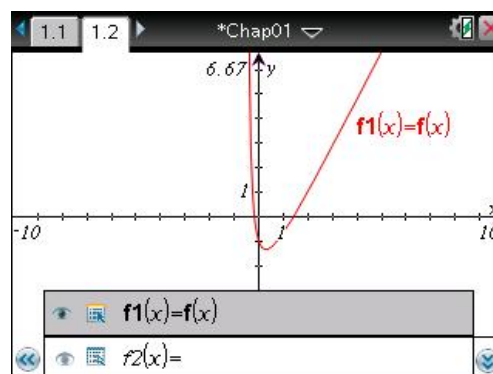 1.1 1.2 *Chap01
6.67 y
f1(x)=f(x)
1
x
-10 1 10
f1(x)=f(x)
f2(x)=